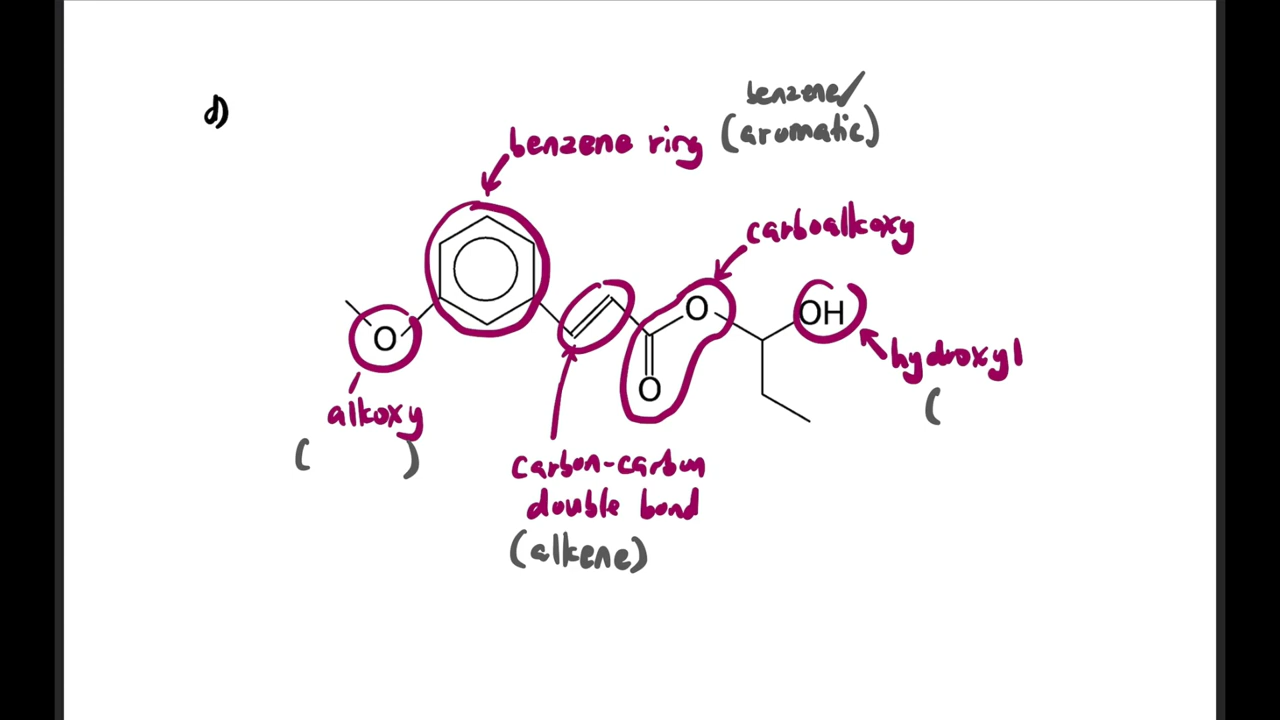 d)
benzene/
(aromatic)
benzene ring
carboalkoxy
O
OH
O
hydroxyl
(
O
alkoxy
( )
carbon-carbon
double bond
(alkene)